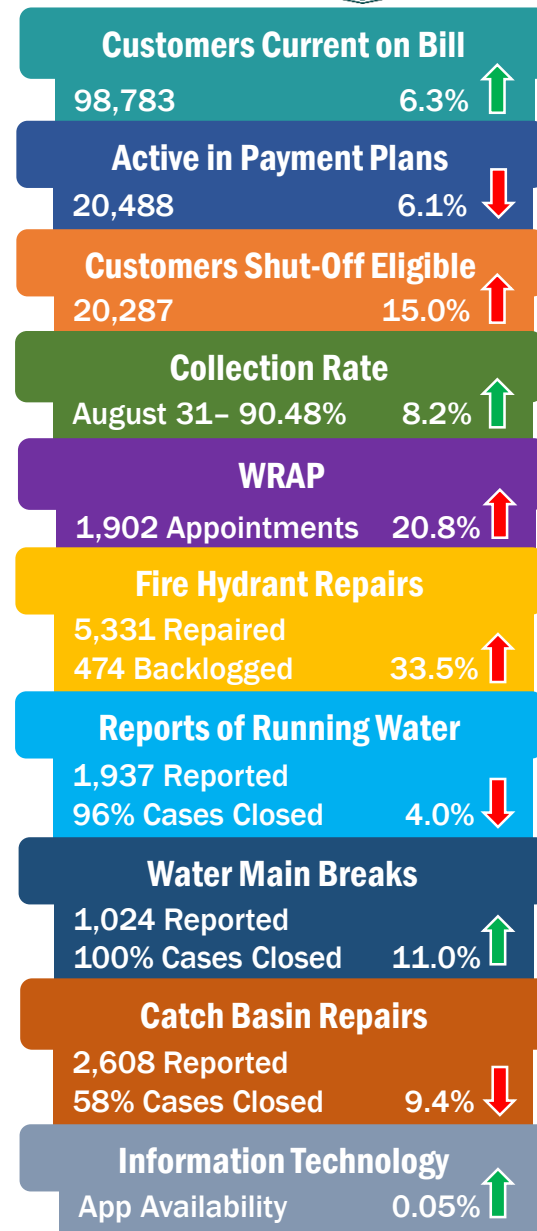 Customers Current on Bill
98,783 6.3%
Active in Payment Plans
20,488 6.1%
Customers Shut-Off Eligible
20,287 15.0%
Collection Rate
August 31– 90.48% 8.2%
WRAP
1,902 Appointments 20.8%
Fire Hydrant Repairs
5,331 Repaired
474 Backlogged 33.5%
Reports of Running Water
1,937 Reported
96% Cases Closed 4.0%
Water Main Breaks
1,024 Reported
100% Cases Closed 11.0%
Catch Basin Repairs
2,608 Reported
58% Cases Closed 9.4%
Information Technology
App Availability 0.05%